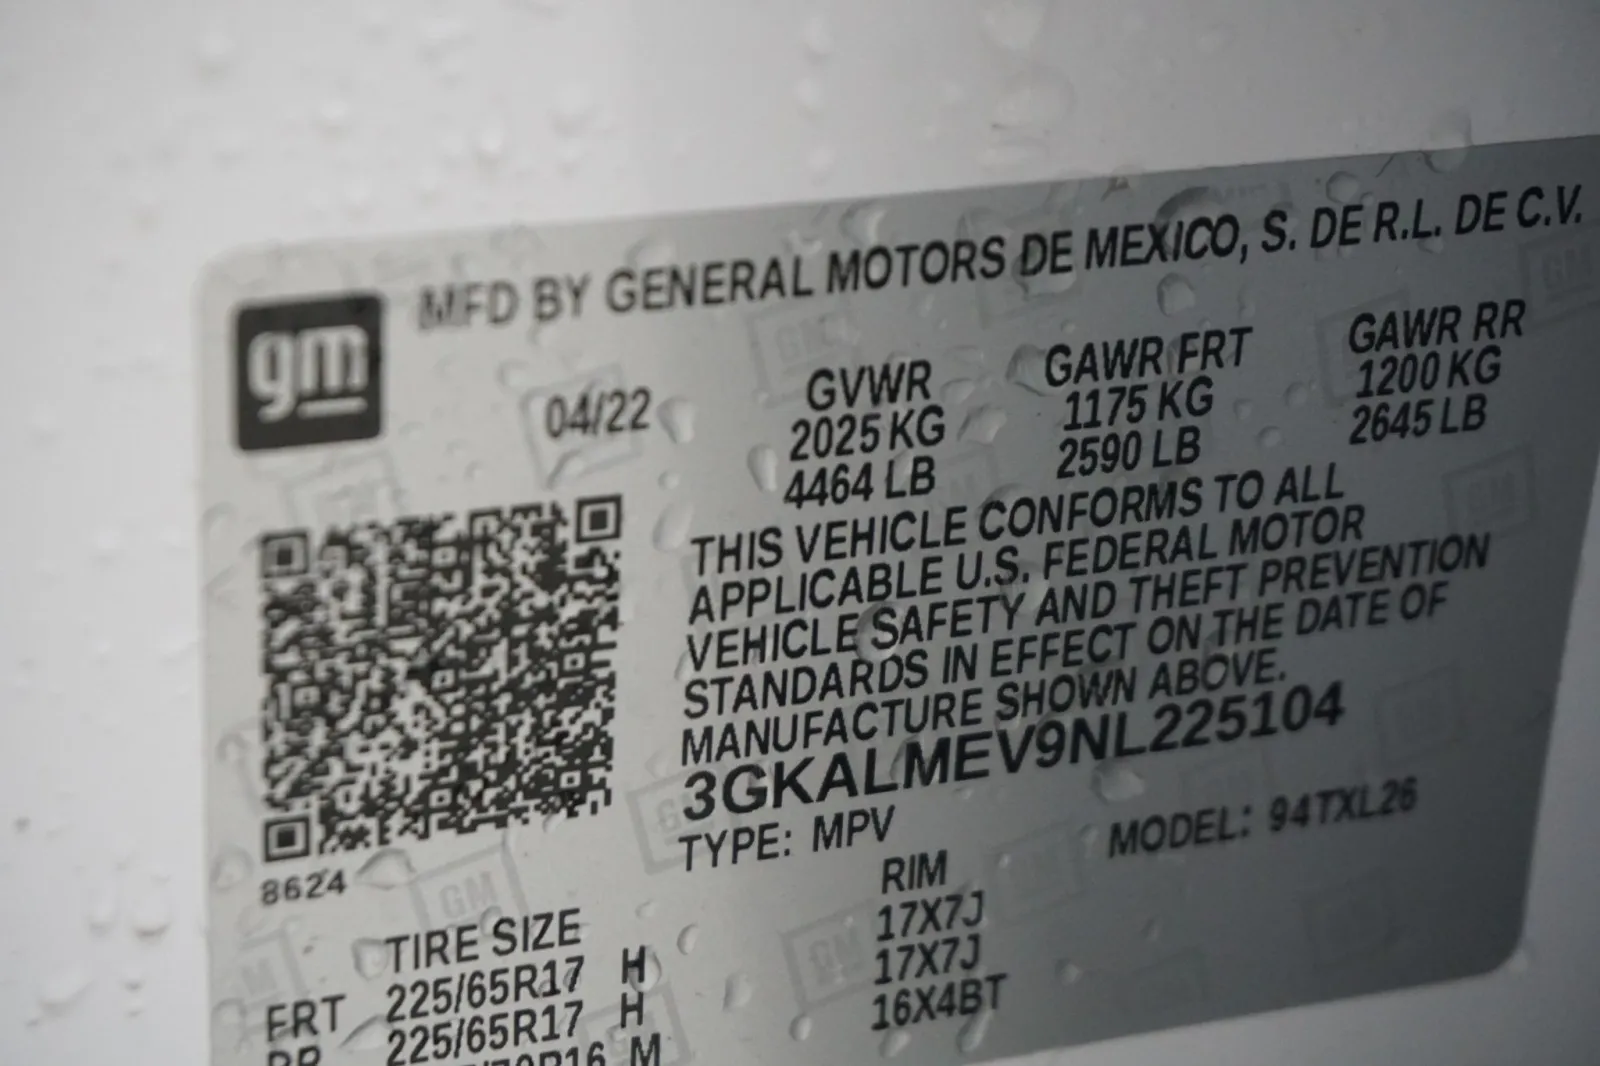 gm MFD BY GENERAL MOTORS DE MEXICO, S. DE R.L. DE C.V.
04/22 GVWR GAWR FRT GAWR RR
2025 KG 1175 KG 1200 KG
4464 LB 2590 LB 2645 LB
THIS VEHICLE CONFORMS TO ALL
APPLICABLE U.S. FEDERAL MOTOR
VEHICLE SAFETY AND THEFT PREVENTION
STANDARDS IN EFFECT ON THE DATE OF
MANUFACTURE SHOWN ABOVE.
3GKALMEV9NL225104
TYPE: MPV MODEL: 94TXL26
8624
TIRE SIZE RIM
FRT 225/65R17 H 17X7J
RR 225/65R17 H 17X7J
M 16X4BT